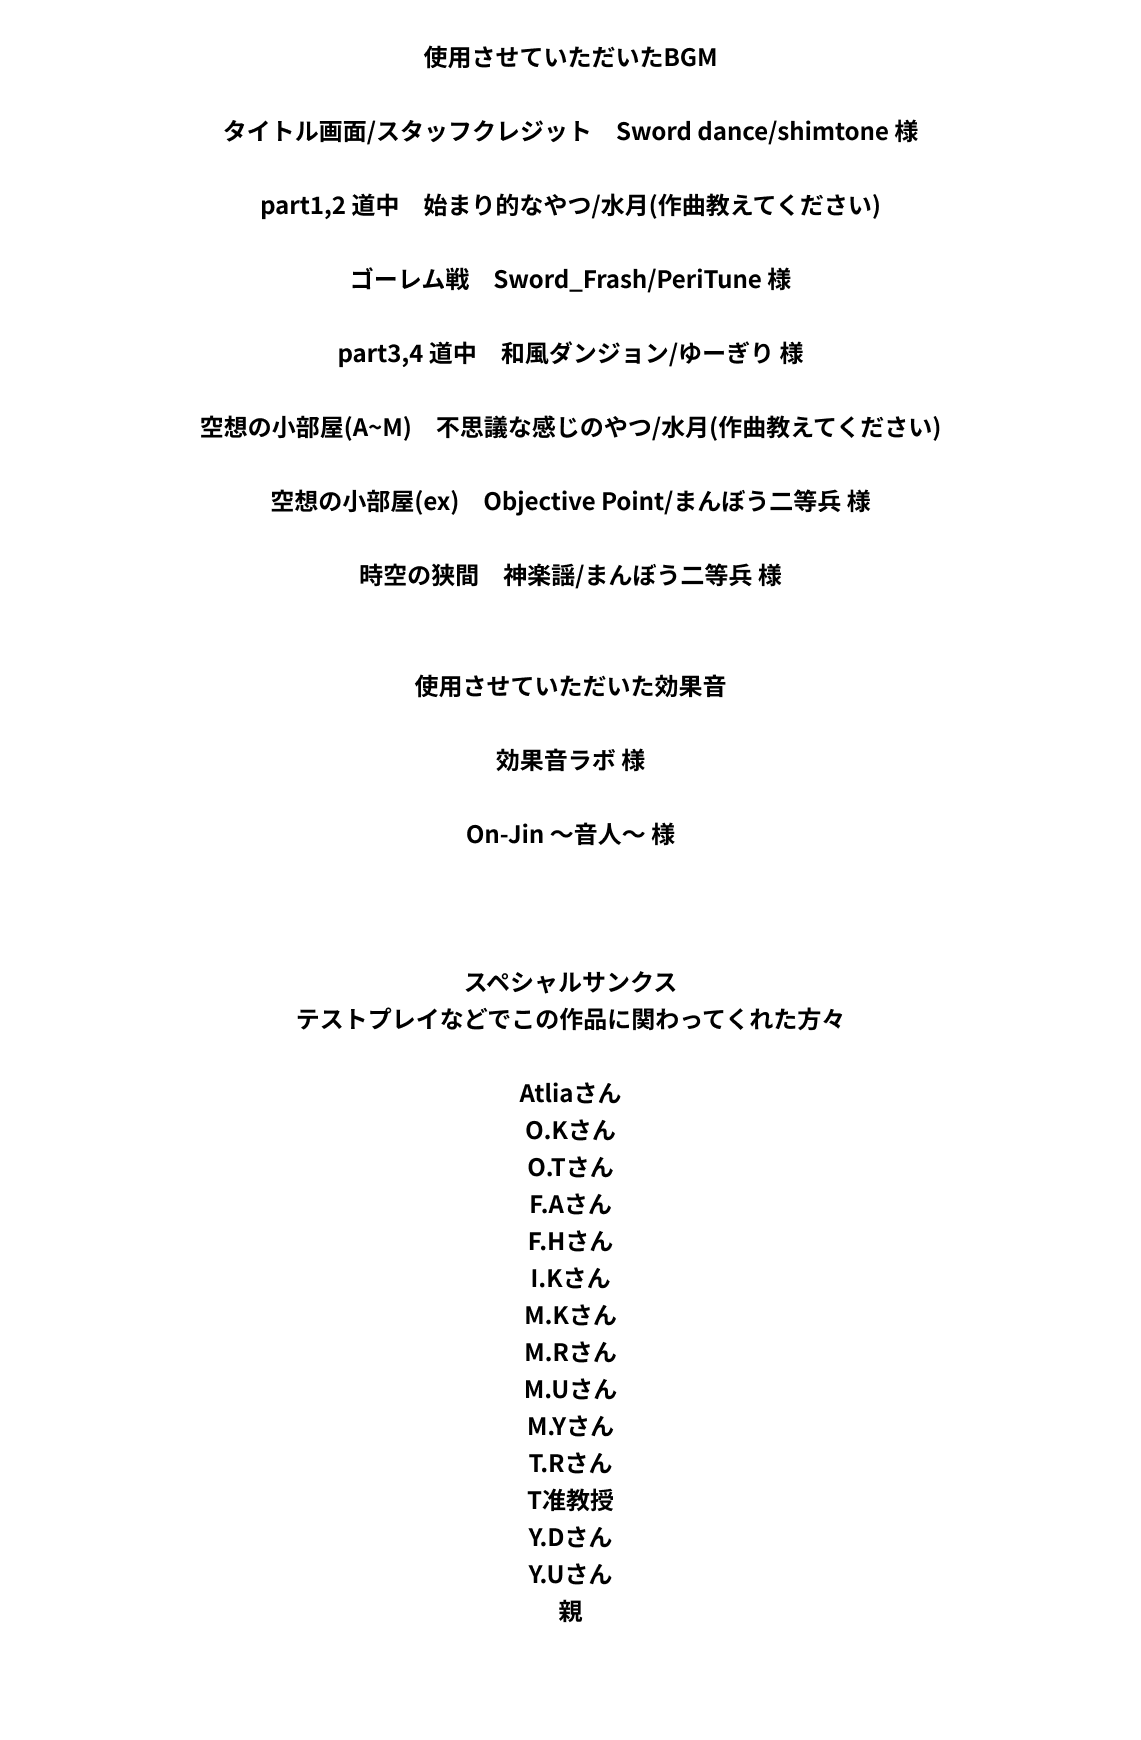 使用させていただいたBGM
タイトル画面/スタッフクレジット　Sword dance/shimtone 様
part1,2 道中　始まり的なやつ/水月(作曲教えてください)
ゴーレム戦　Sword_Frash/PeriTune 様
part3,4 道中　和風ダンジョン/ゆーぎり 様
空想の小部屋(A~M)　不思議な感じのやつ/水月(作曲教えてください)
空想の小部屋(ex)　Objective Point/まんぼう二等兵 様
時空の狭間　神楽謡/まんぼう二等兵 様
使用させていただいた効果音
効果音ラボ 様
On-Jin ～音人～ 様
スペシャルサンクス
テストプレイなどでこの作品に関わってくれた方々
Atliaさん
O.Kさん
O.Tさん
F.Aさん
F.Hさん
I.Kさん
M.Kさん
M.Rさん
M.Uさん
M.Yさん
T.Rさん
T准教授
Y.Dさん
Y.Uさん
親